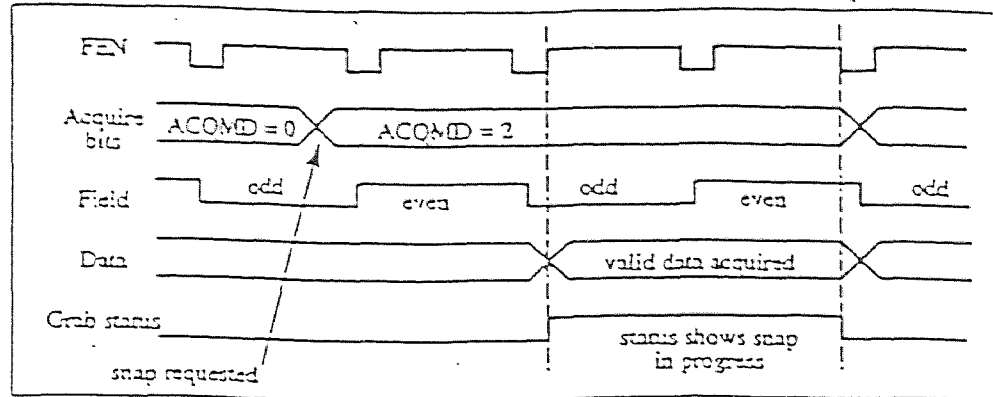 FEN
Acquire bits
ACQMD = 0
ACQMD = 2
Field
odd
even
odd
even
odd
Data
valid data acquired
Grab status
status shows snap
in progress
snap requested